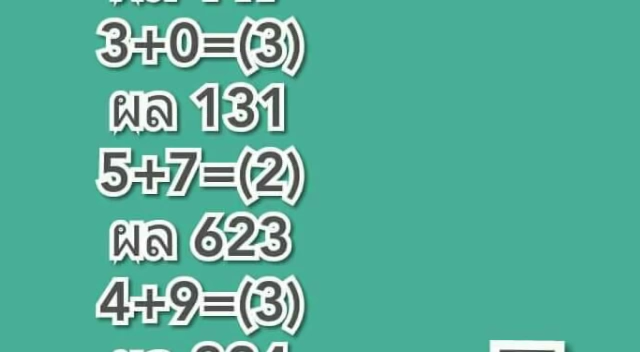 3+0=(3)
ผล 131
5+7=(2)
ผล 623
4+9=(3)